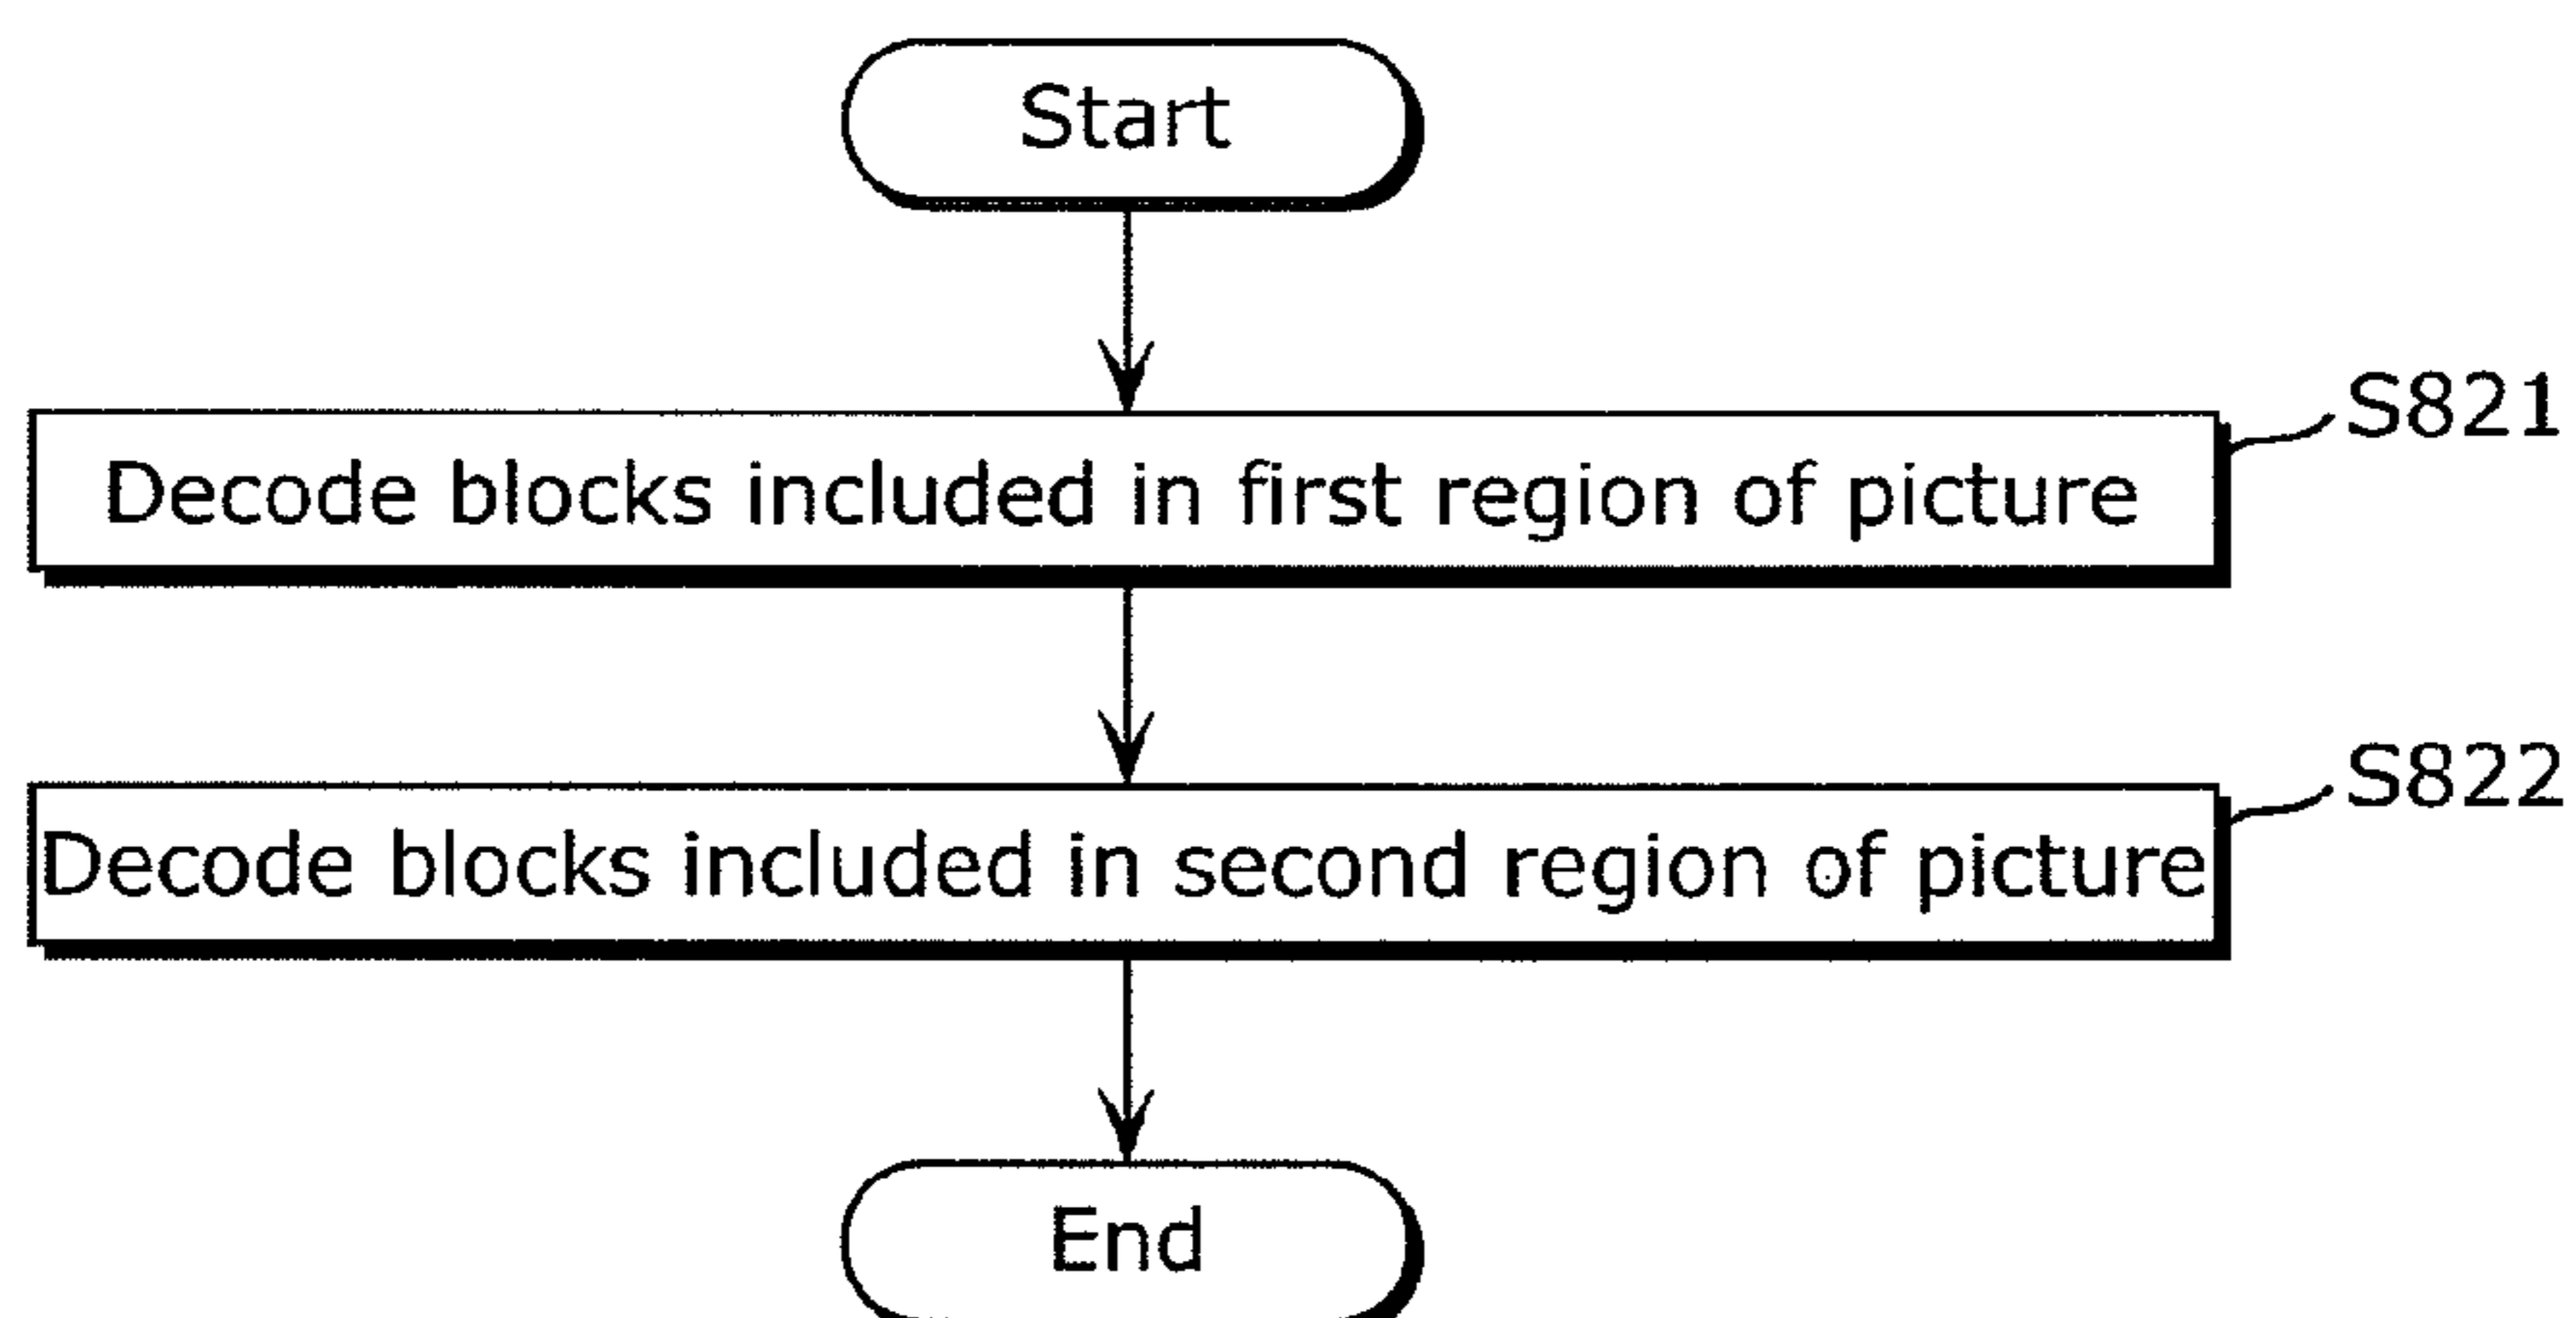 Start
S821
Decode blocks included in first region of picture
S822
Decode blocks included in second region of picture
End